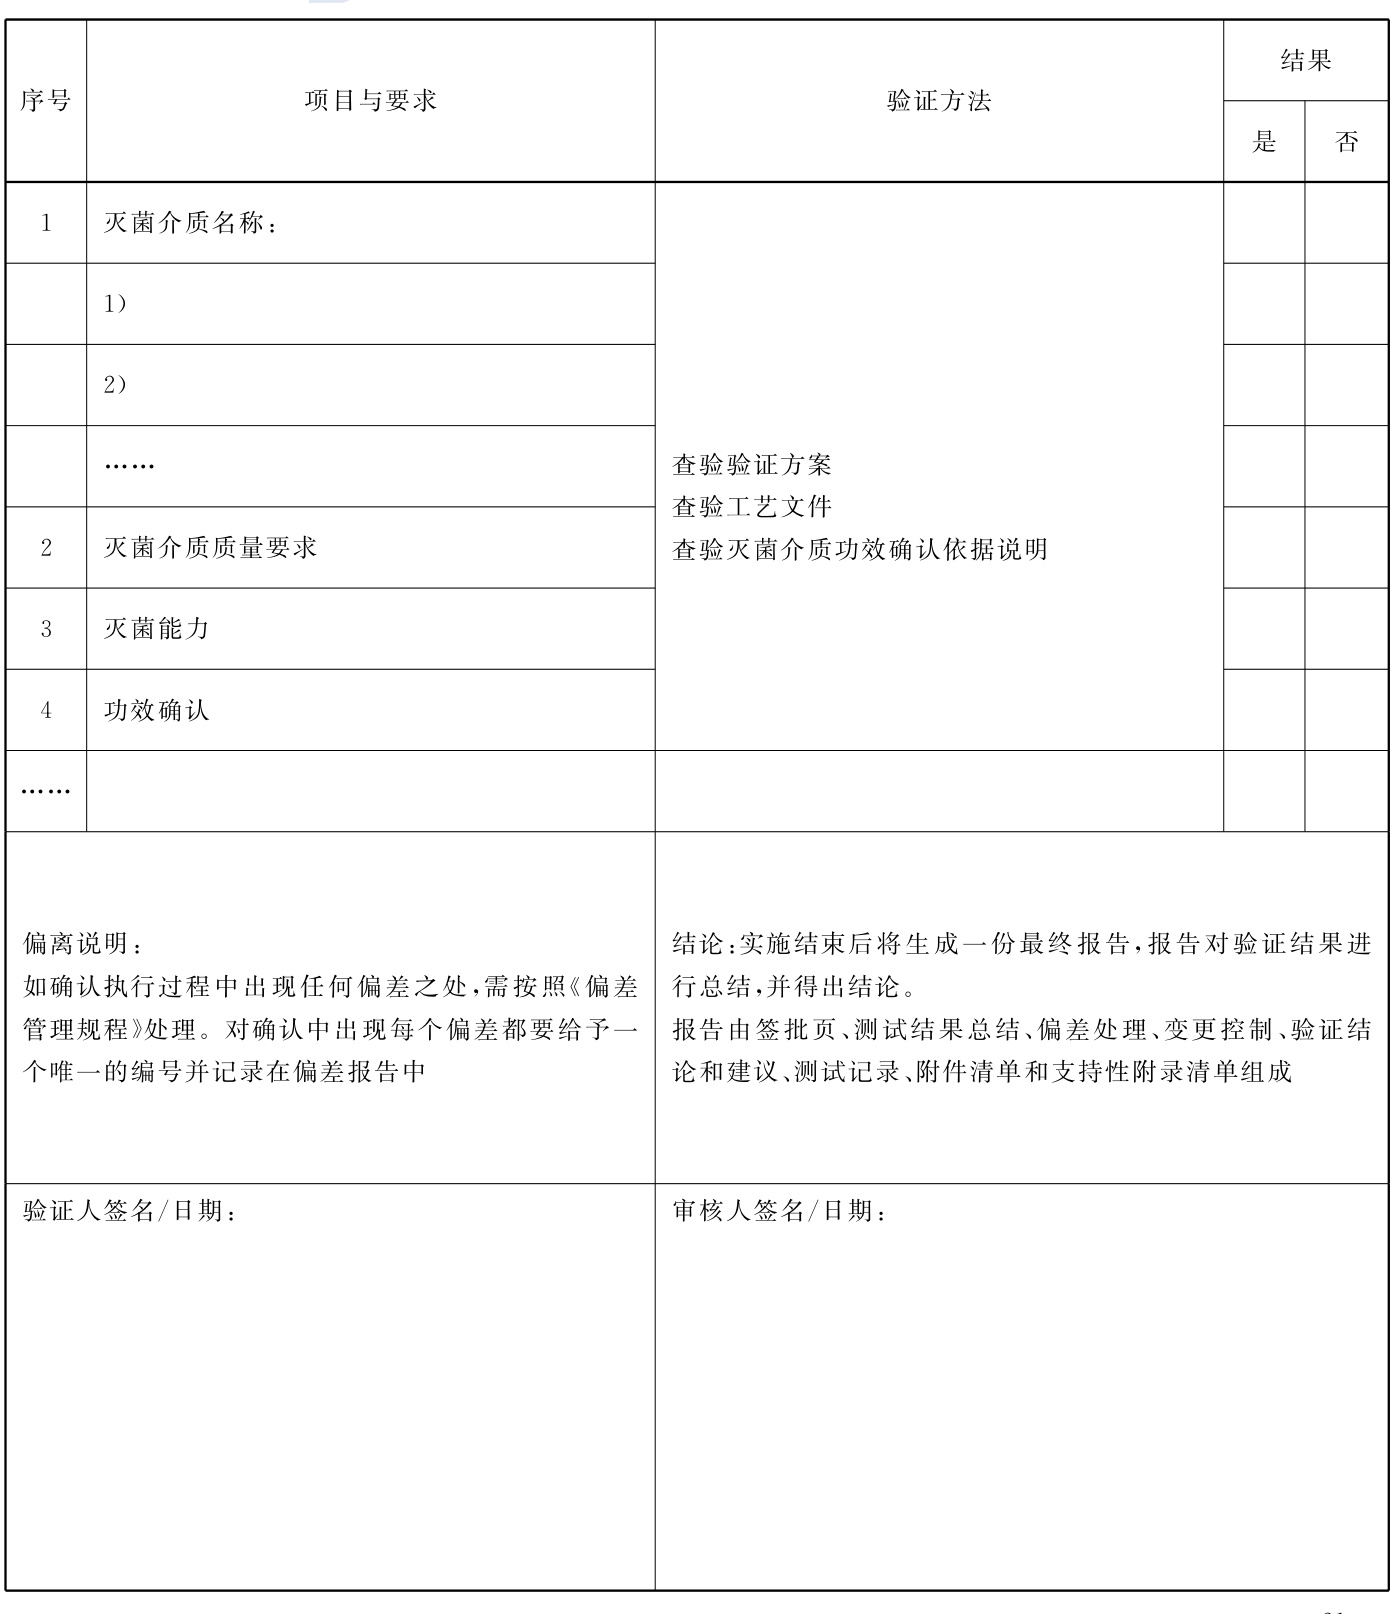 序号
项目与要求
验证方法
结果
是
否
1
灭菌介质名称：
1）
2）
……
查验验证方案
查验工艺文件
查验灭菌介质功效确认依据说明
2
灭菌介质质量要求
3
灭菌能力
4
功效确认
……
偏离说明：
如确认执行过程中出现任何偏差之处，需按照《偏差
管理规程》处理。对确认中出现每个偏差都要给予一
个唯一的编号并记录在偏差报告中
结论：实施结束后将生成一份最终报告，报告对验证结果进
行总结，并得出结论。
报告由签批页、测试结果总结、偏差处理、变更控制、验证结
论和建议、测试记录、附件清单和支持性附录清单组成
验证人签名/日期：
审核人签名/日期：